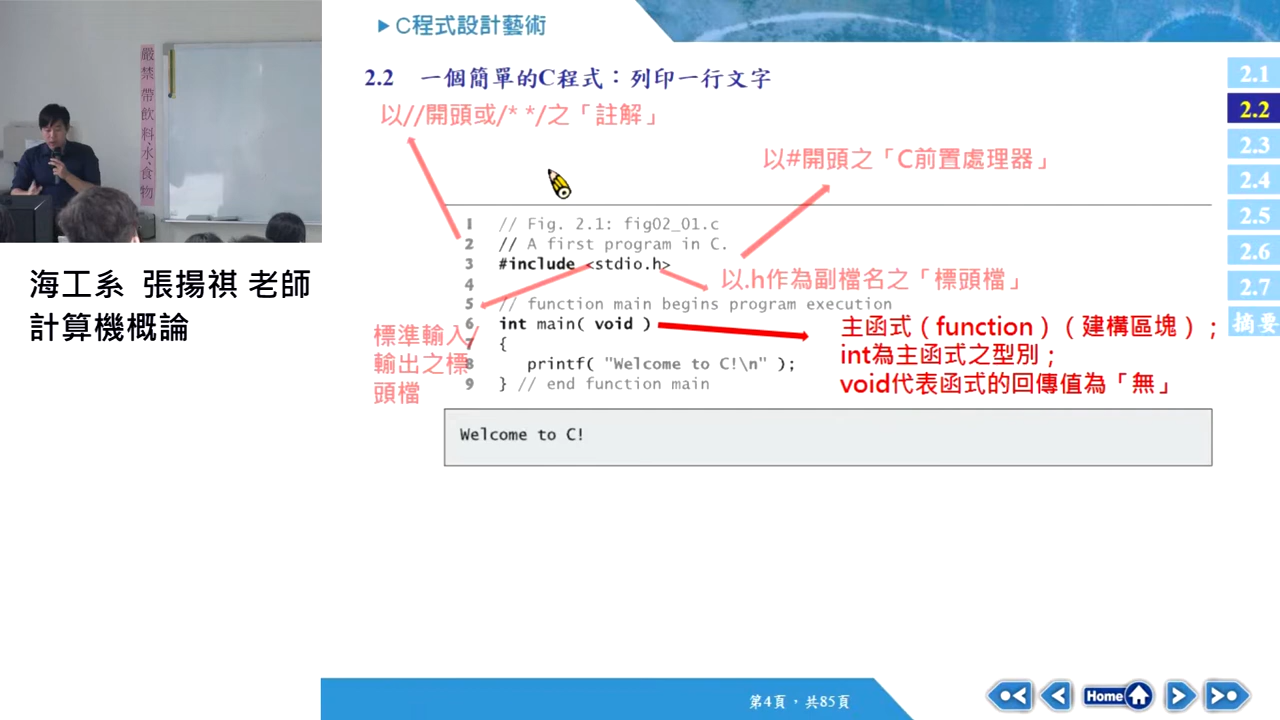 嚴禁帶飲料、水、食物
海工系 張揚祺 老師
計算機概論
C程式設計藝術
2.2 一個簡單的C程式：列印一行文字
以//開頭或/* */之「註解」
以#開頭之「C前置處理器」
1 // Fig. 2.1: fig02_01.c
2 // A first program in C.
3 #include <stdio.h>
以.h作為副檔名之「標頭檔」
4
5 // function main begins program execution
6 int main( void )
7 {
8 printf( "Welcome to C!\n" );
9 } // end function main
標準輸入/
輸出之標
頭檔
主函式（function）（建構區塊）；
int為主函式之型別；
void代表函式的回傳值為「無」
Welcome to C!
2.1
2.2
2.3
2.4
2.5
2.6
2.7
摘要
第4頁，共85頁
Home